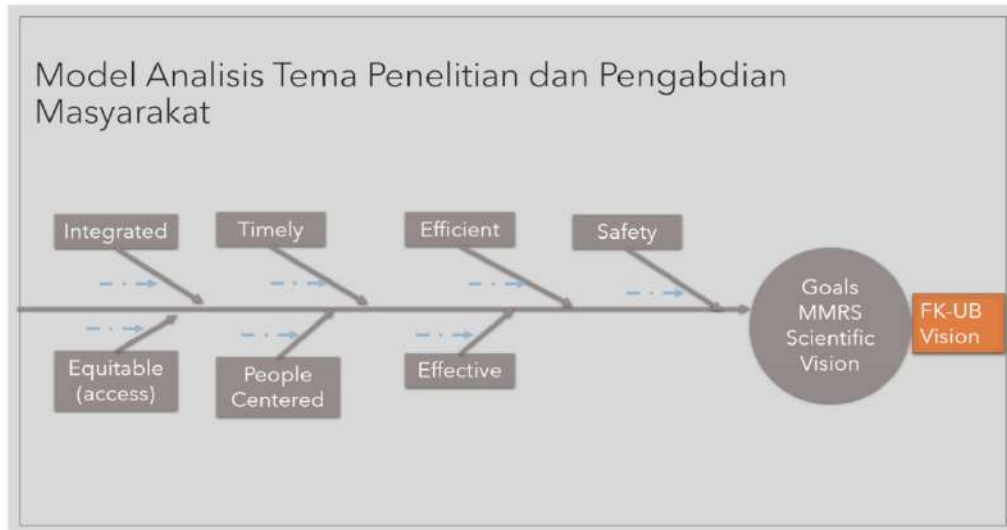 Model Analisis Tema Penelitian dan Pengabdian
Masyarakat
Integrated
Timely
Efficient
Safety
Goals
MMRS
Scientific
Vision
FK-UB
Vision
Equitable
(access)
People
Centered
Effective